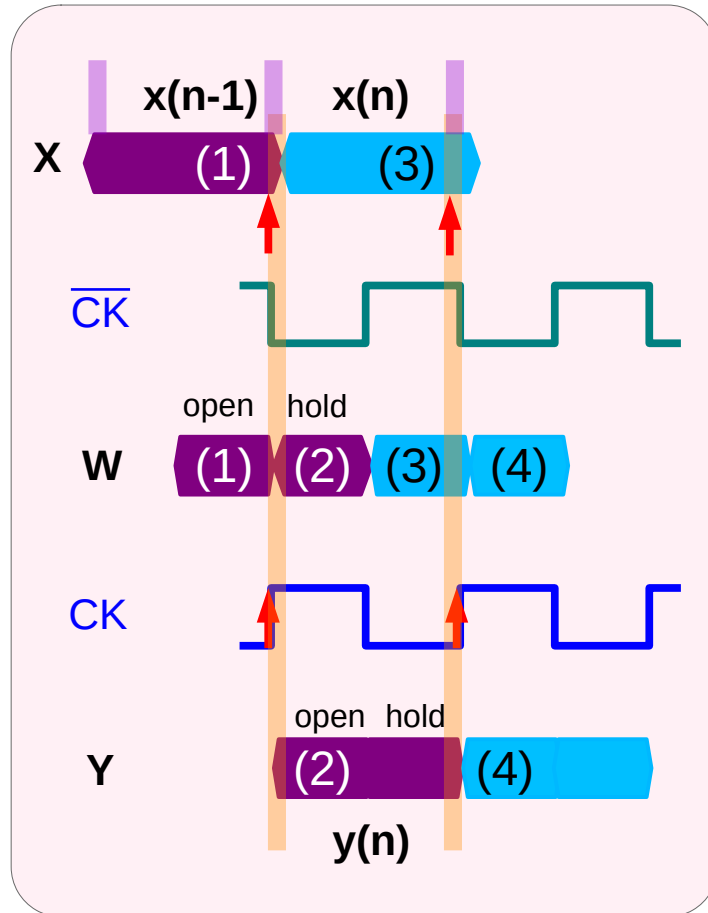 x(n-1) x(n)
X (1) (3)
CK
open hold
W (1) (2) (3) (4)
CK
open hold
Y (2) (4)
y(n)